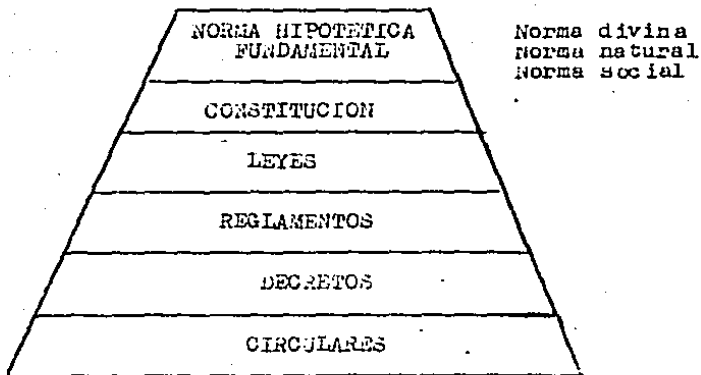 NORMA HIPOTETICA
FUNDAMENTAL
Norma divina
Norma natural
Norma social
CONSTITUCION
LEYES
REGLAMENTOS
DECRETOS
CIRCULARES